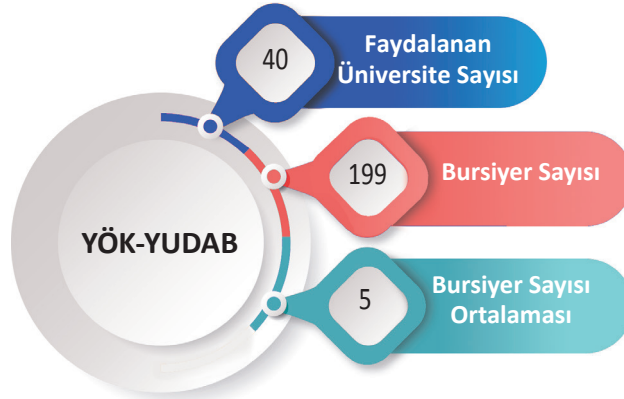 40
Faydalanan
Üniversite Sayısı
199
Bursiyer Sayısı
YÖK-YUDAB
5
Bursiyer Sayısı
Ortalaması